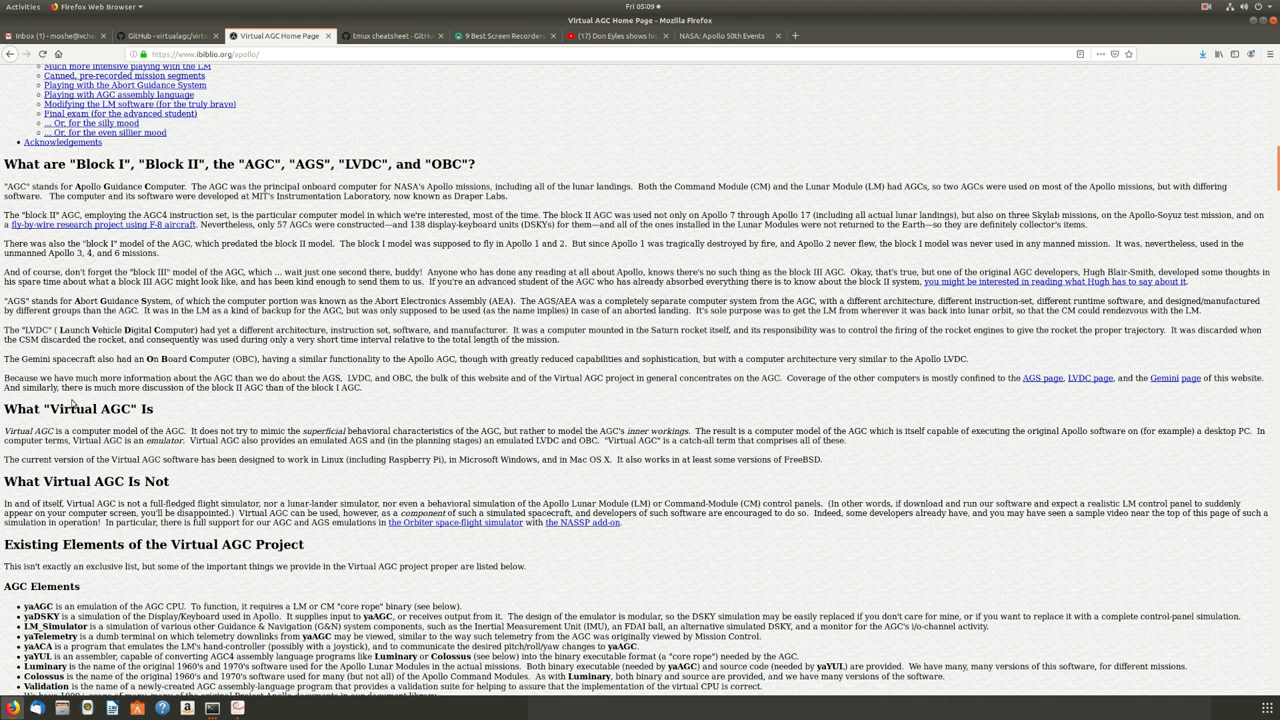 Activities
Firefox Web Browser
Fri 05:09
Virtual AGC Home Page - Mozilla Firefox
Inbox (1) - moshe@vcha
GitHub - virtualagc/virtu
Virtual AGC Home Page
tmux cheatsheet · GitHu
9 Best Screen Recorders
(17) Don Eyles shows his
NASA: Apollo 50th Events
https://www.ibiblio.org/apollo/
Much more intensive playing with the LM
Canned, pre-recorded mission segments
Playing with the Abort Guidance System
Playing with AGC assembly language
Modifying the LM software (for the truly brave)
Final exam (for the advanced student)
... Or, for the silly mood
... Or, for the even sillier mood
Acknowledgements
What are "Block I", "Block II", the "AGC", "AGS", "LVDC", and "OBC"?
"AGC" stands for Apollo Guidance Computer. The AGC was the principal onboard computer for NASA's Apollo missions, including all of the lunar landings. Both the Command Module (CM) and the Lunar Module (LM) had AGCs, so two AGCs were used on most of the Apollo missions, but with differing
software. The computer and its software were developed at MIT's Instrumentation Laboratory, now known as Draper Labs.
The "block II" AGC, employing the AGC4 instruction set, is the particular computer model in which we're interested, most of the time. The block II AGC was used not only on Apollo 7 through Apollo 17 (including all actual lunar landings), but also on three Skylab missions, on the Apollo-Soyuz test mission, and on
a fly-by-wire research project using F-8 aircraft. Nevertheless, only 57 AGCs were constructed—and 138 display-keyboard units (DSKYs) for them—and all of the ones installed in the Lunar Modules were not returned to the Earth—so they are definitely collector's items.
There was also the "block I" model of the AGC, which predated the block II model. The block I model was supposed to fly in Apollo 1 and 2. But since Apollo 1 was tragically destroyed by fire, and Apollo 2 never flew, the block I model was never used in any manned mission. It was, nevertheless, used in the
unmanned Apollo 3, 4, and 6 missions.
And of course, don't forget the "block III" model of the AGC, which ... wait just one second there, buddy! Anyone who has done any reading at all about Apollo, knows there's no such thing as the block III AGC. Okay, that's true, but one of the original AGC developers, Hugh Blair-Smith, developed some thoughts in
his spare time about what a block III AGC might look like, and has been kind enough to send them to us. If you're an advanced student of the AGC who has already absorbed everything there is to know about the block II system, you might be interested in reading what Hugh has to say about it.
"AGS" stands for Abort Guidance System, of which the computer portion was known as the Abort Electronics Assembly (AEA). The AGS/AEA was a completely separate computer system from the AGC, with a different architecture, different instruction-set, different runtime software, and designed/manufactured
by different groups than the AGC. It was in the LM as a kind of backup for the AGC, but was only supposed to be used (as the name implies) in case of an aborted landing. It's sole purpose was to get the LM from wherever it was back into lunar orbit, so that the CM could rendezvous with the LM.
The "LVDC" ( Launch Vehicle Digital Computer) had yet a different architecture, instruction set, software, and manufacturer. It was a computer mounted in the Saturn rocket itself, and its responsibility was to control the firing of the rocket engines to give the rocket the proper trajectory. It was discarded when
the CSM discarded the rocket, and consequently was used during only a very short time interval relative to the total length of the mission.
The Gemini spacecraft also had an On Board Computer (OBC), having a similar functionality to the Apollo AGC, though with greatly reduced capabilities and sophistication, but with a computer architecture very similar to the Apollo LVDC.
Because we have much more information about the AGC than we do about the AGS, LVDC, and OBC, the bulk of this website and of the Virtual AGC project in general concentrates on the AGC. Coverage of the other computers is mostly confined to the AGS page, LVDC page, and the Gemini page of this website.
And similarly, there is much more discussion of the block II AGC than of the block I AGC.
What "Virtual AGC" Is
Virtual AGC is a computer model of the AGC. It does not try to mimic the superficial behavioral characteristics of the AGC, but rather to model the AGC's inner workings. The result is a computer model of the AGC which is itself capable of executing the original Apollo software on (for example) a desktop PC. In
computer terms, Virtual AGC is an emulator. Virtual AGC also provides an emulated AGS and (in the planning stages) an emulated LVDC and OBC. "Virtual AGC" is a catch-all term that comprises all of these.
The current version of the Virtual AGC software has been designed to work in Linux (including Raspberry Pi), in Microsoft Windows, and in Mac OS X. It also works in at least some versions of FreeBSD.
What Virtual AGC Is Not
In and of itself, Virtual AGC is not a full-fledged flight simulator, nor a lunar-lander simulator, nor even a behavioral simulation of the Apollo Lunar Module (LM) or Command-Module (CM) control panels. (In other words, if download and run our software and expect a realistic LM control panel to suddenly
appear on your computer screen, you'll be disappointed.) Virtual AGC can be used, however, as a component of such a simulated spacecraft, and developers of such software are encouraged to do so. Indeed, some developers already have, and you may have seen a sample video near the top of this page of such a
simulation in operation! In particular, there is full support for our AGC and AGS emulations in the Orbiter space-flight simulator with the NASSP add-on.
Existing Elements of the Virtual AGC Project
This isn't exactly an exclusive list, but some of the important things we provide in the Virtual AGC project proper are listed below.
AGC Elements
yaAGC is an emulation of the AGC CPU. To function, it requires a LM or CM "core rope" binary (see below).
yaDSKY is a simulation of the Display/Keyboard used in Apollo. It supplies input to yaAGC, or receives output from it. The design of the emulator is modular, so the DSKY simulation may be easily replaced if you don't care for mine, or if you want to replace it with a complete control-panel simulation.
LM_Simulator is a simulation of various other Guidance & Navigation (G&N) system components, such as the Inertial Measurement Unit (IMU), an FDAI ball, an alternative simulated DSKY, and a monitor for the AGC's i/o-channel activity.
yaTelemetry is a dumb terminal on which telemetry downlinks from yaAGC may be viewed, similar to the way such telemetry from the AGC was originally viewed by Mission Control.
yaACA is a program that emulates the LM's hand-controller (possibly with a joystick), and to communicate the desired pitch/roll/yaw changes to yaAGC.
yaYUL is an assembler, capable of converting AGC4 assembly language programs like Luminary or Colossus (see below) into the binary executable format (a "core rope") needed by the AGC.
Luminary is the name of the original 1960's and 1970's software used for the Apollo Lunar Modules in the actual missions. Both binary executable (needed by yaAGC) and source code (needed by yaYUL) are provided. We have many, many versions of this software, for different missions.
Colossus is the name of the original 1960's and 1970's software used for many (but not all) of the Apollo Command Modules. As with Luminary, both binary and source are provided, and we have many versions of the software.
Validation is the name of a newly-created AGC assembly-language program that provides a validation suite for helping to assure that the implementation of the virtual CPU is correct.